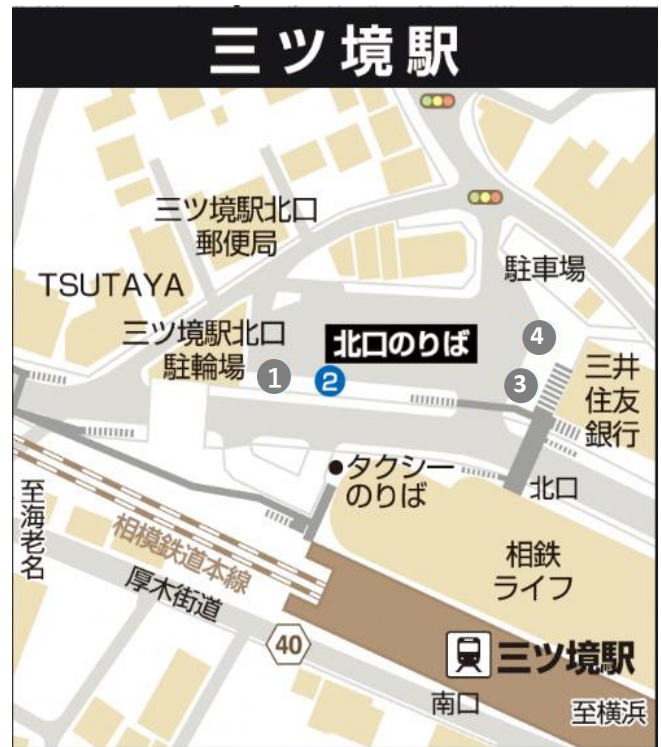 三ツ境駅
三ツ境駅北口
郵便局
TSUTAYA
駐車場
三ツ境駅北口
駐輪場
1
2
北口のりば
4
3
三井
住友
銀行
●タクシー
のりば
北口
至海老名
相模鉄道本線
厚木街道
相鉄
ライフ
40
三ツ境駅
南口
至横浜